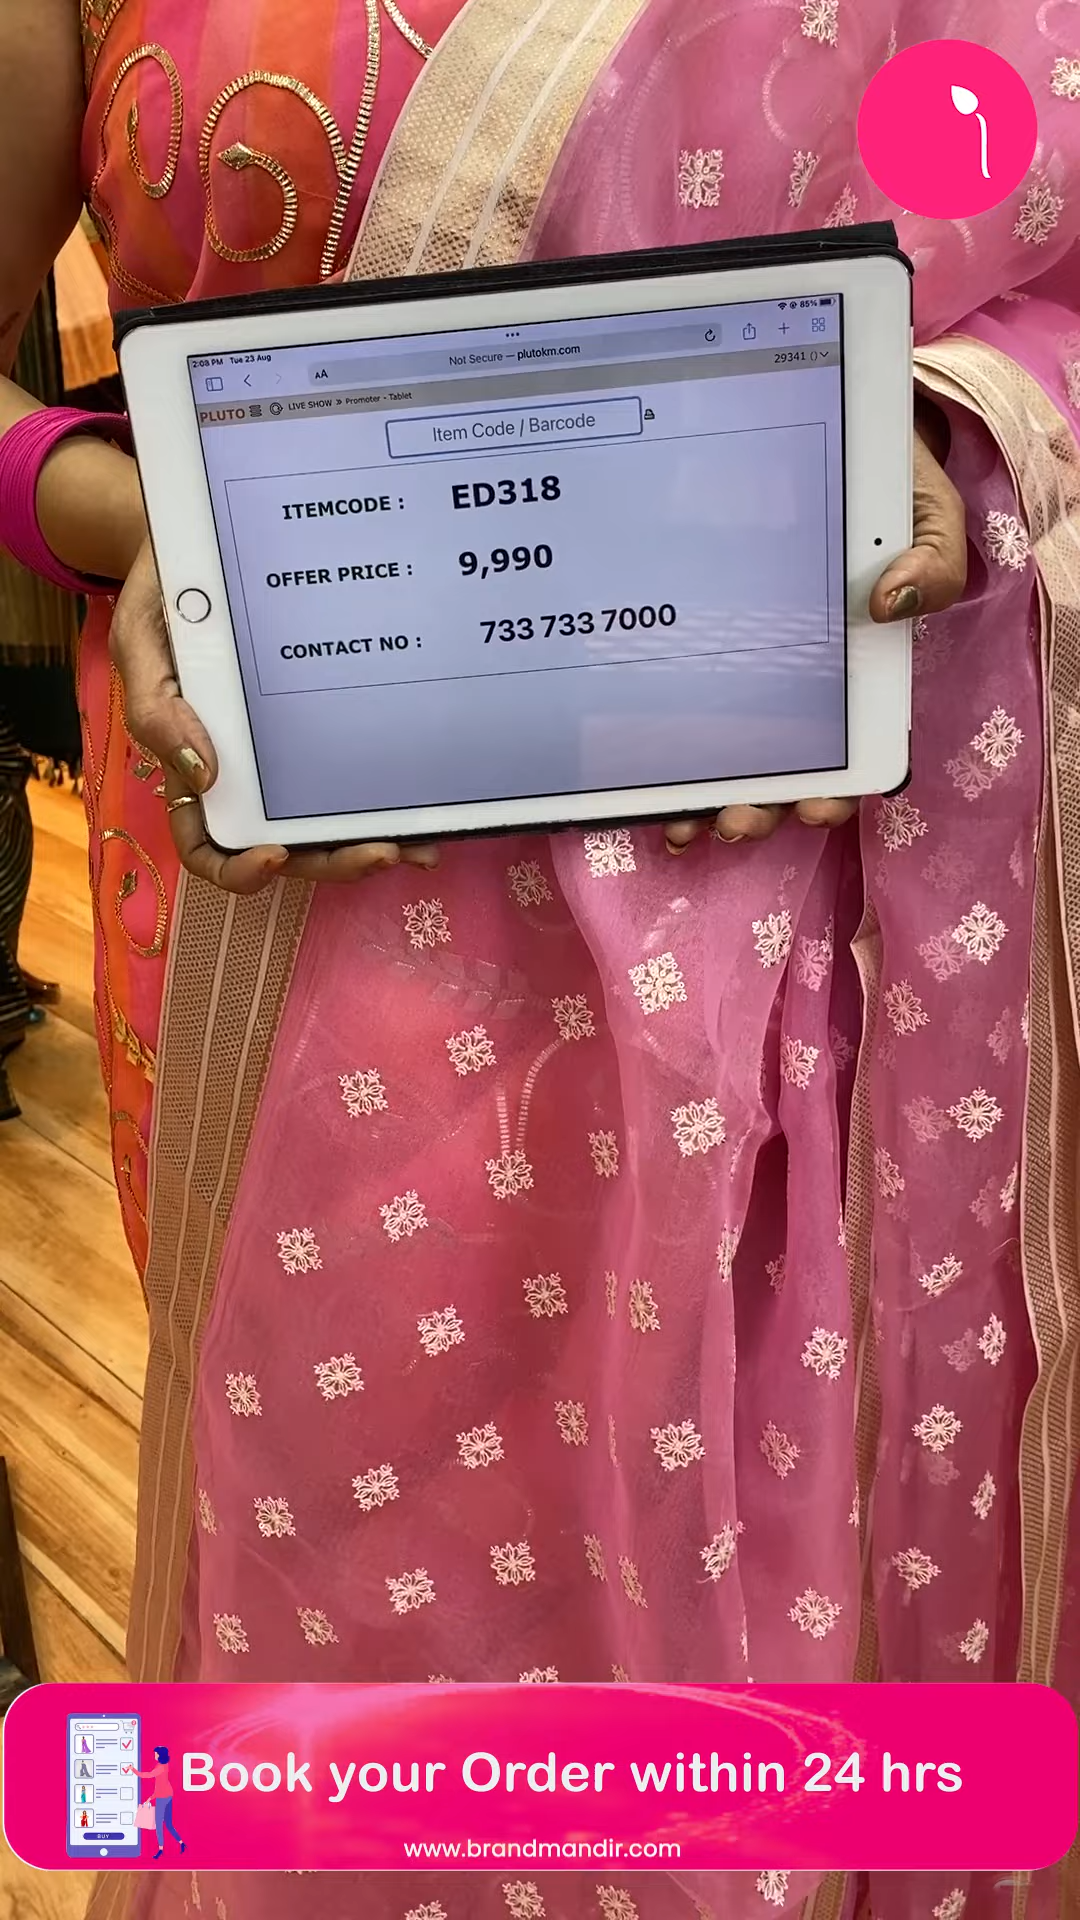 2:03 PM Tue 23 Aug
85%
AA
Not Secure — plutokm.com
29341 ()
PLUTO
LIVE SHOW » Promoter - Tablet
Item Code / Barcode
ITEMCODE : ED318
OFFER PRICE : 9,990
CONTACT NO : 733 733 7000
Book your Order within 24 hrs
BUY
www.brandmandir.com